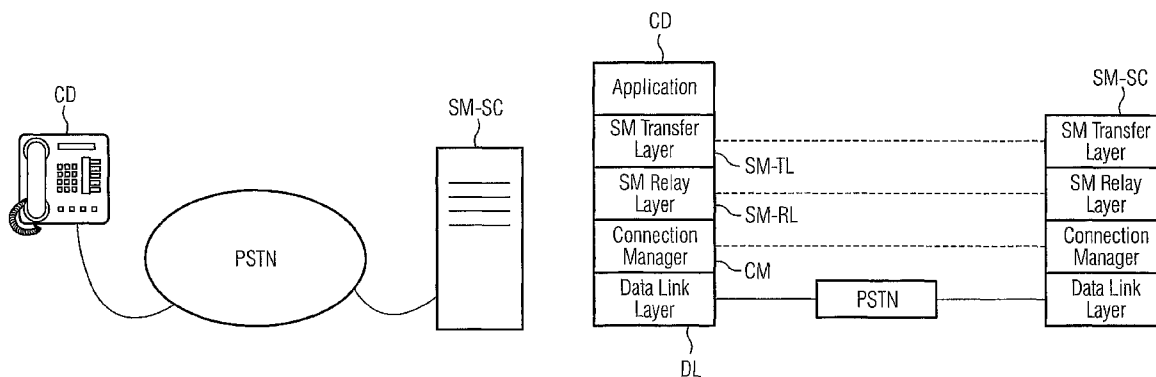 CD
SM-SC
PSTN
CD
Application
SM Transfer
Layer
SM-TL
SM Relay
Layer
SM-RL
Connection
Manager
CM
Data Link
Layer
DL
PSTN
SM-SC
SM Transfer
Layer
SM Relay
Layer
Connection
Manager
Data Link
Layer